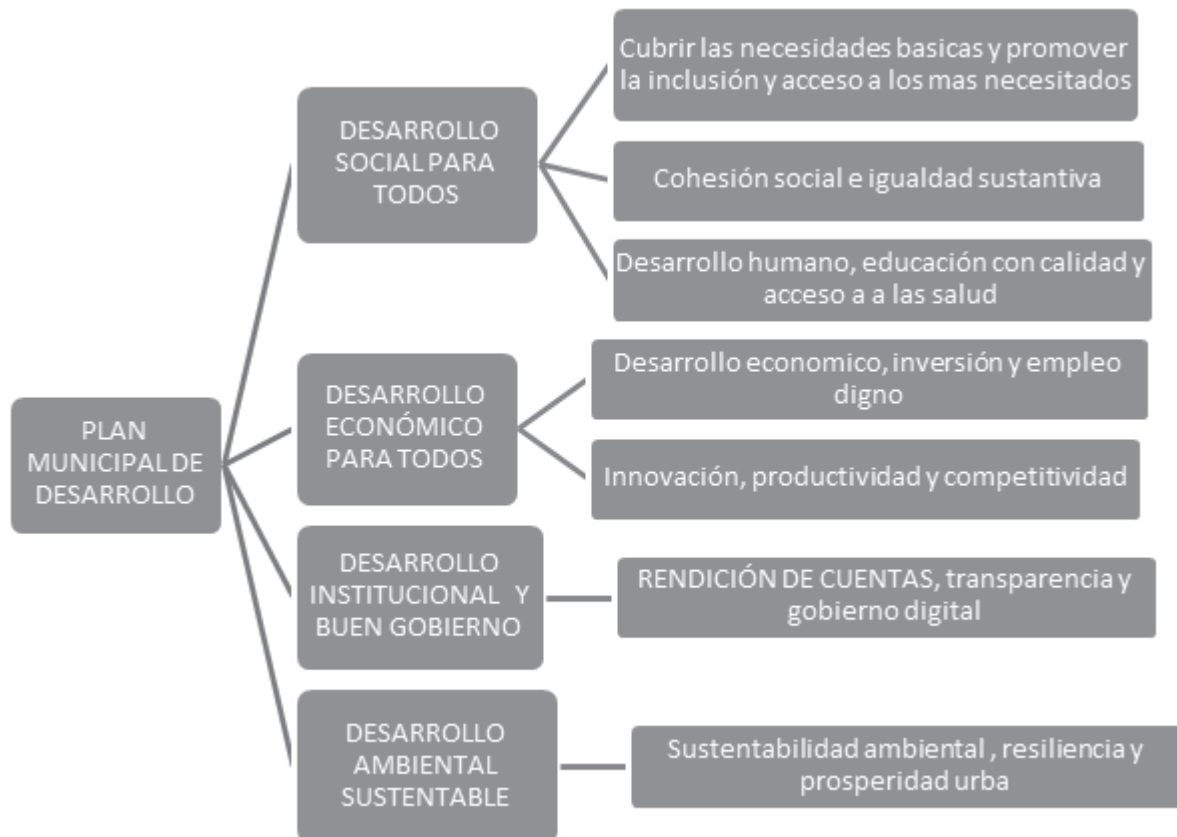 PLAN
MUNICIPAL DE
DESARROLLO
DESARROLLO
SOCIAL PARA
TODOS
Cubrir las necesidades basicas y promover
la inclusión y acceso a los mas necesitados
Cohesión social e igualdad sustantiva
Desarrollo humano, educación con calidad y
acceso a a las salud
DESARROLLO
ECONÓMICO
PARA TODOS
Desarrollo economico, inversión y empleo
digno
Innovación, productividad y competitividad
DESARROLLO
INSTITUCIONAL Y
BUEN GOBIERNO
RENDICIÓN DE CUENTAS, transparencia y
gobierno digital
DESARROLLO
AMBIENTAL
SUSTENTABLE
Sustentabilidad ambiental , resiliencia y
prosperidad urba